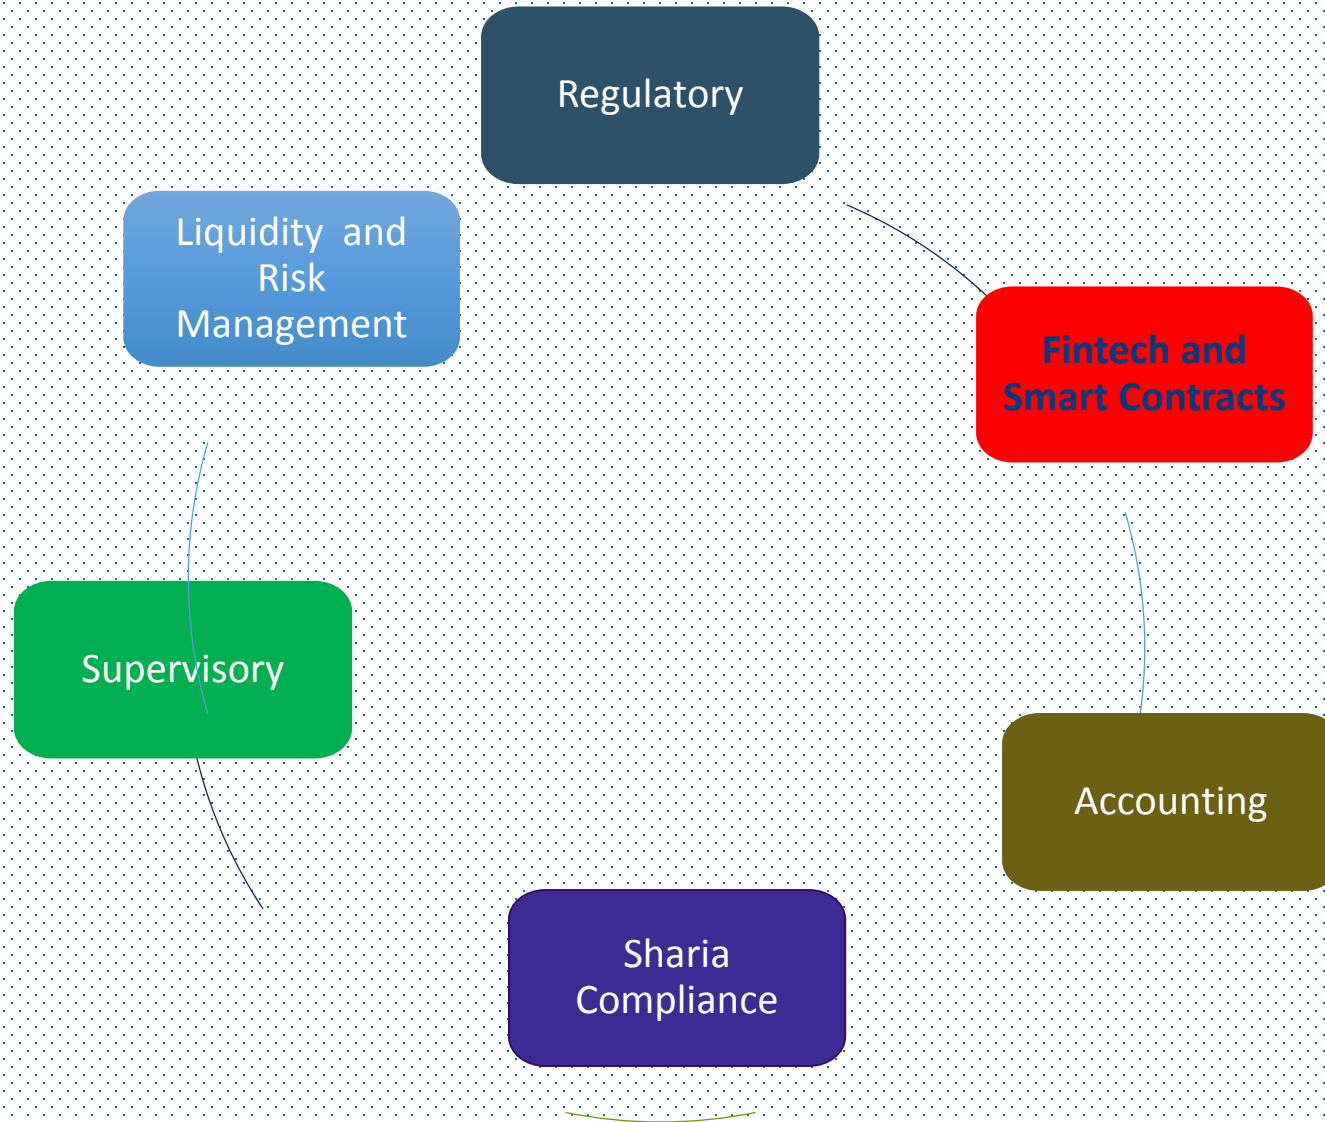 Regulatory
Liquidity  and
Risk
Management
Fintech and
Smart Contracts
Supervisory
Accounting
Sharia
Compliance